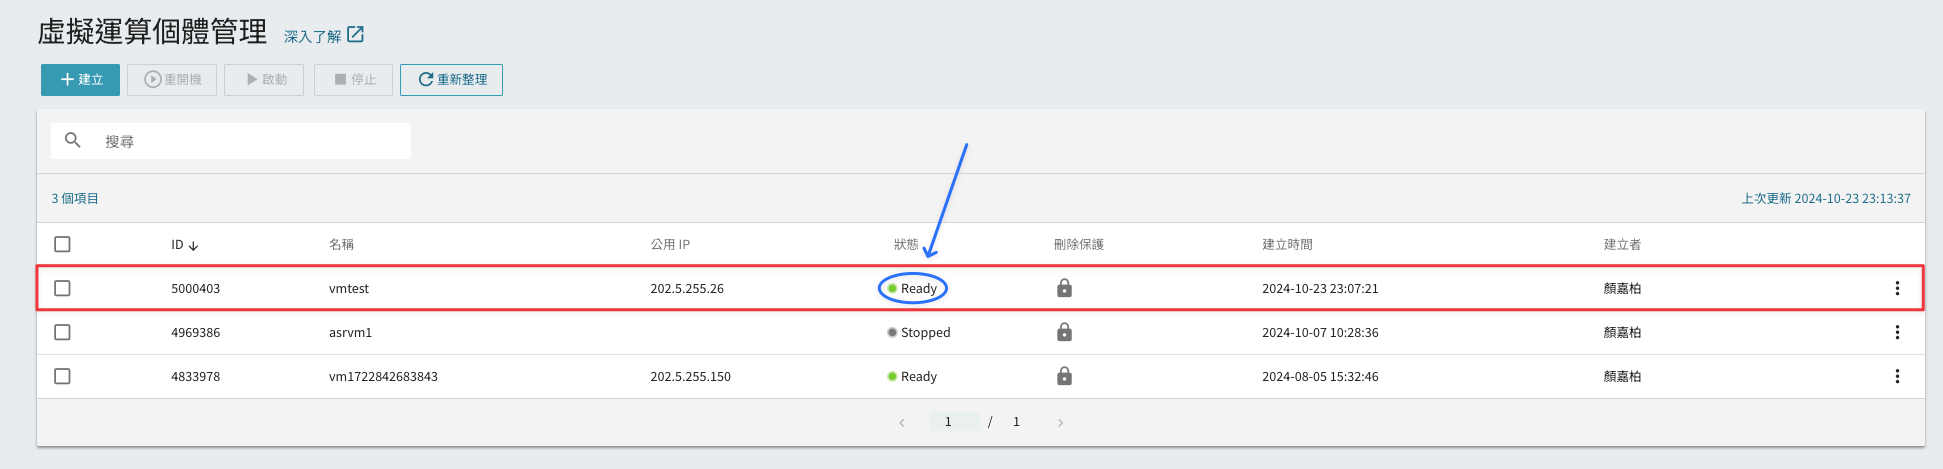 虛擬運算個體管理 深入了解
建立 重開機 啟動 停止 重新整理
搜尋
3 個項目 上次更新 2024-10-23 23:13:37
ID 名稱 公用 IP 狀態 刪除保護 建立時間 建立者
5000403 vmtest 202.5.255.26 Ready 2024-10-23 23:07:21 顏嘉柏
4969386 asrvm1 Stopped 2024-10-07 10:28:36 顏嘉柏
4833978 vm1722842683843 202.5.255.150 Ready 2024-08-05 15:32:46 顏嘉柏
1 / 1